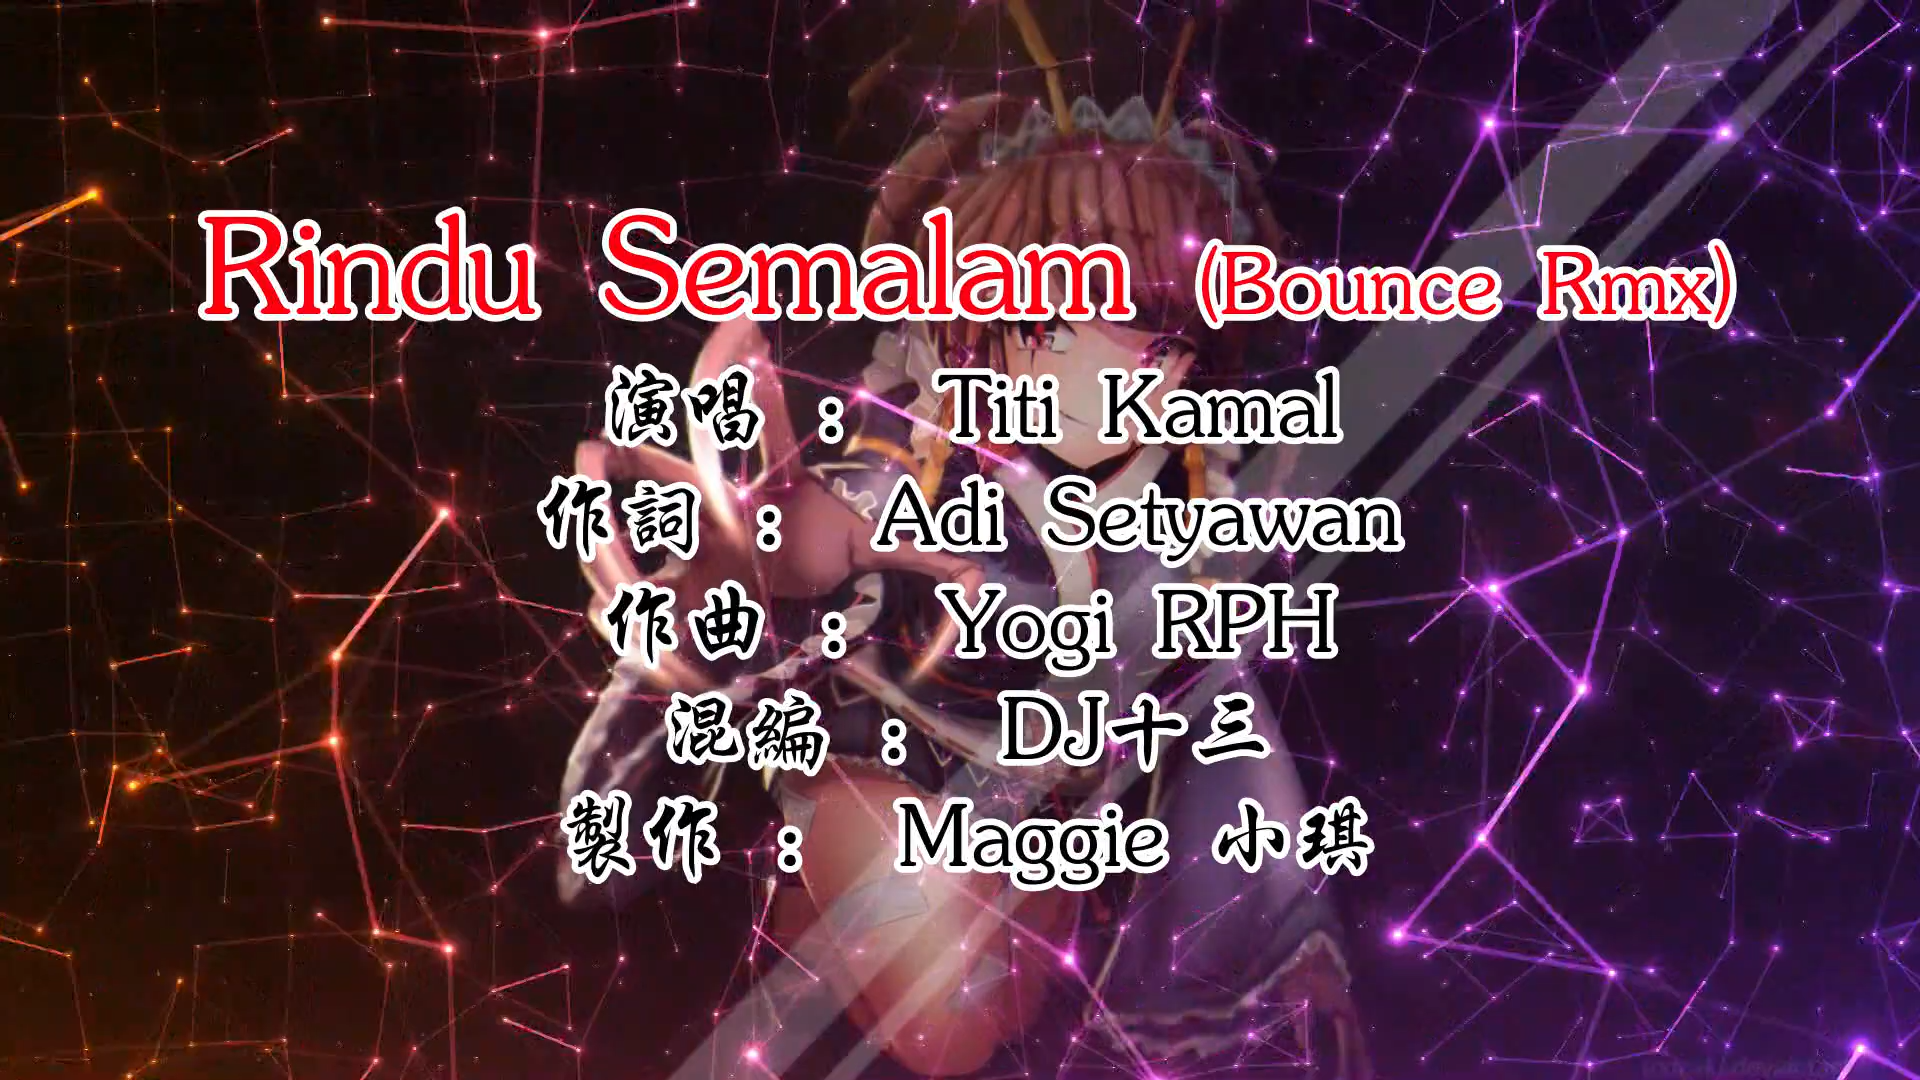 Rindu Semalam (Bounce Rmx)
演唱 : Titi Kamal
作詞 : Adi Setyawan
作曲 : Yogi RPH
混編 : DJ十三
製作 : Maggie 小琪